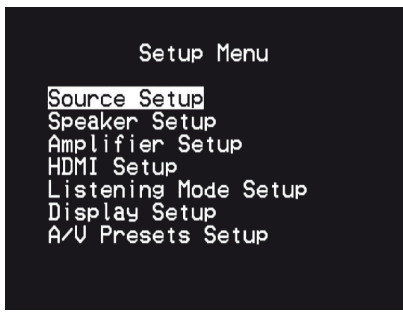 Setup Menu
Source Setup
Speaker Setup
Amplifier Setup
HDMI Setup
Listening Mode Setup
Display Setup
A/V Presets Setup